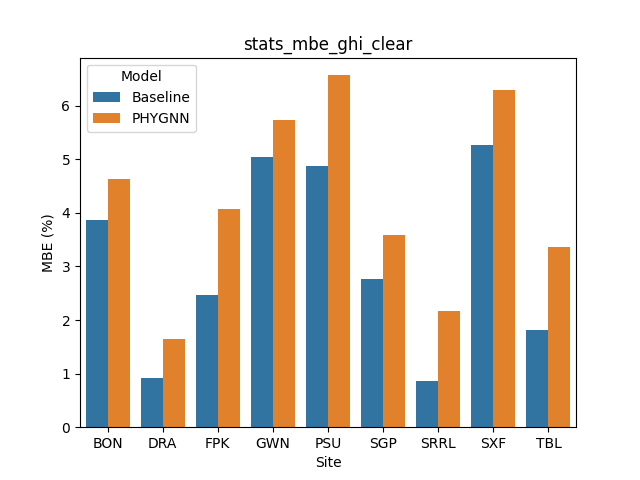 stats_mbe_ghi_clear
Model
Baseline
PHYGNN
MBE (%)
6
5
4
3
2
1
0
BON DRA FPK GWN PSU SGP SRRL SXF TBL
Site